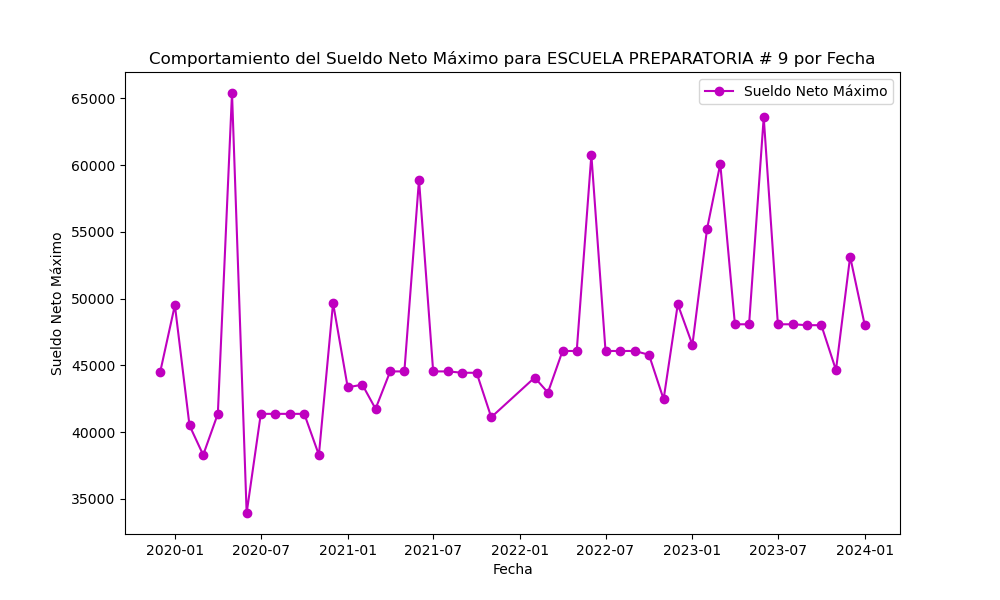 Comportamiento del Sueldo Neto Máximo para ESCUELA PREPARATORIA # 9 por Fecha
Sueldo Neto Máximo
65000
60000
55000
50000
45000
40000
35000
Sueldo Neto Máximo
2020-01 2020-07 2021-01 2021-07 2022-01 2022-07 2023-01 2023-07 2024-01
Fecha